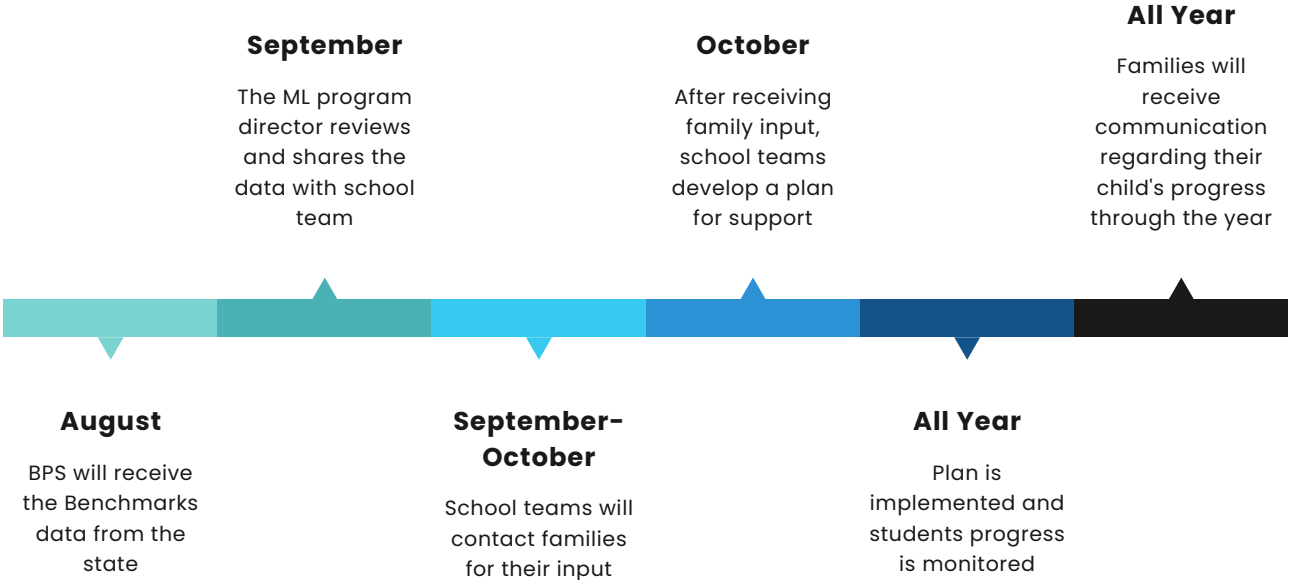 August
BPS will receive
the Benchmarks
data from the
state
September
The ML program
director reviews
and shares the
data with school
team
September-
October
School teams will
contact families
for their input
October
After receiving
family input,
school teams
develop a plan
for support
All Year
Plan is
implemented and
students progress
is monitored
All Year
Families will
receive
communication
regarding their
child's progress
through the year